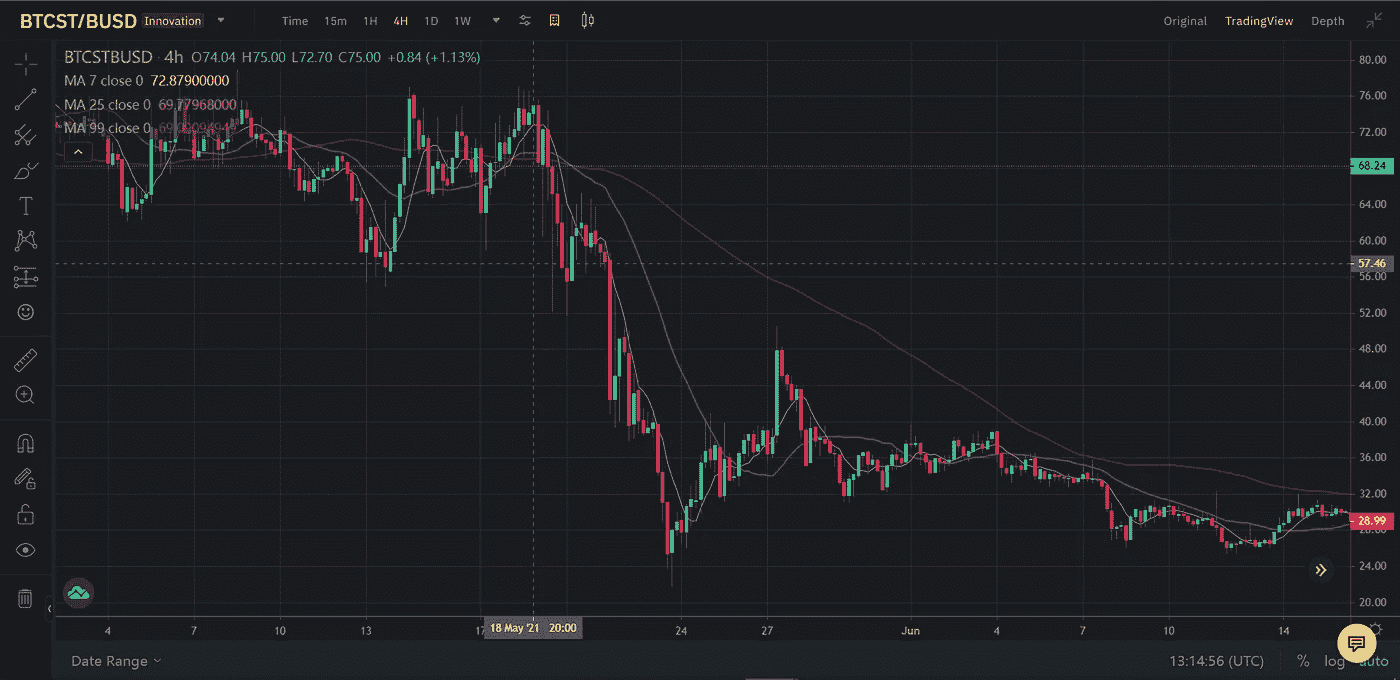 BTCST/BUSD Innovation Time 15m 1H 4H 1D 1W Original TradingView Depth
BTCSTBUSD · 4h O74.04 H75.00 L72.70 C75.00 +0.84 (+1.13%)
MA 7 close 0 72.87900000
MA 25 close 0 69.77968000
MA 99 close 0
80.00
76.00
72.00
68.24
64.00
60.00
57.46
56.00
52.00
48.00
44.00
40.00
36.00
32.00
28.99
28.00
24.00
20.00
4 7 10 13 17 18 May '21 20:00 24 27 Jun 4 7 10 14
Date Range 13:14:56 (UTC) % log auto